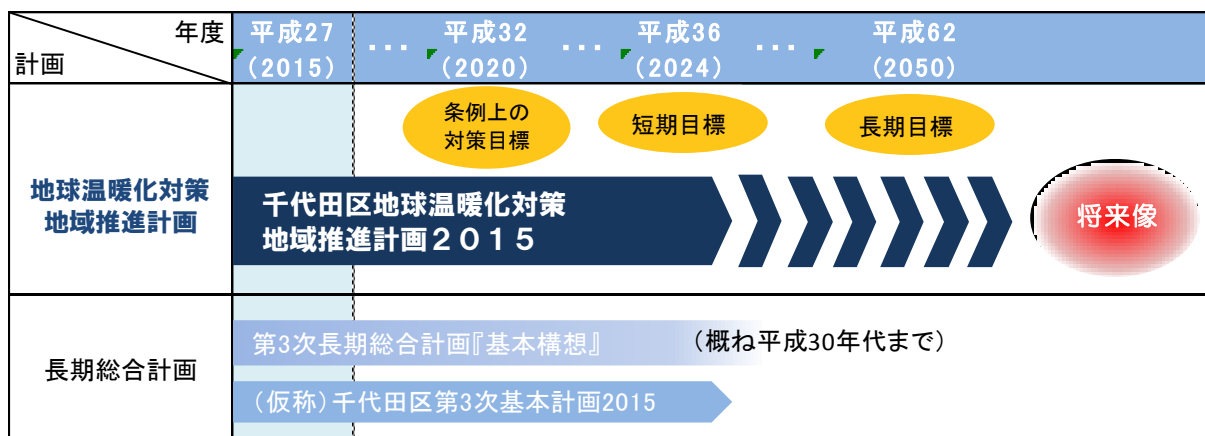 年度
計画
平成27
(2015)
…
平成32
(2020)
…
平成36
(2024)
…
平成62
(2050)
条例上の
対策目標
短期目標
長期目標
地球温暖化対策
地域推進計画
千代田区地球温暖化対策
地域推進計画２０１５
将来像
長期総合計画
第3次長期総合計画『基本構想』
(概ね平成30年代まで)
(仮称)千代田区第3次基本計画2015